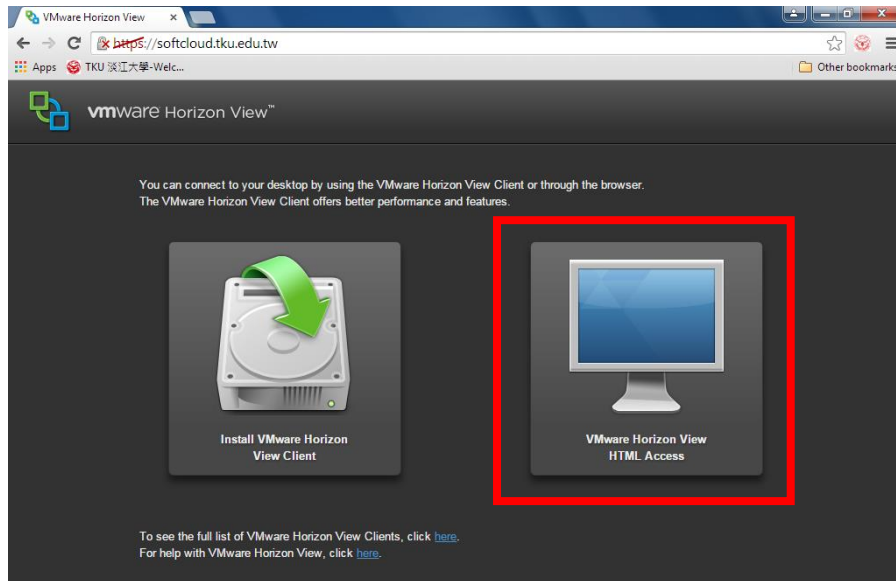 VMware Horizon View
https://softcloud.tku.edu.tw
Apps TKU 淡江大學-Welc... Other bookmarks
vmware Horizon View™
You can connect to your desktop by using the VMware Horizon View Client or through the browser.
The VMware Horizon View Client offers better performance and features.
Install VMware Horizon
View Client
VMware Horizon View
HTML Access
To see the full list of VMware Horizon View Clients, click here.
For help with VMware Horizon View, click here.